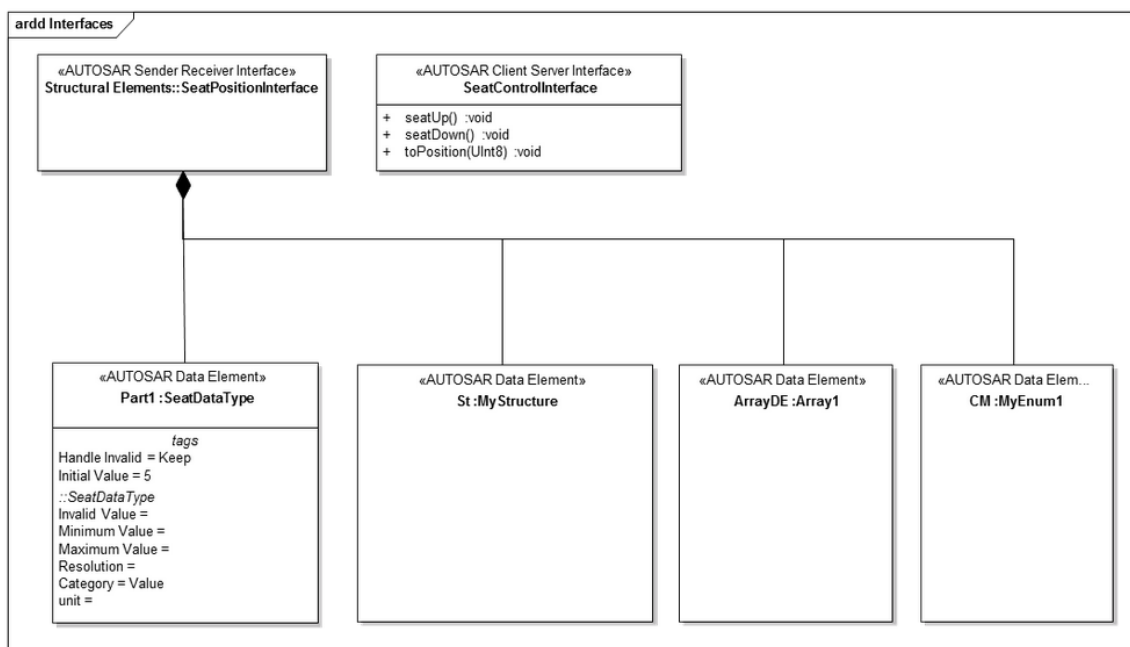 ardd Interfaces
«AUTOSAR Sender Receiver Interface»
Structural Elements::SeatPositionInterface
«AUTOSAR Client Server Interface»
SeatControlInterface
+ seatUp() :void
+ seatDown() :void
+ toPosition(UInt8) :void
«AUTOSAR Data Element»
Part1 :SeatDataType
tags
Handle Invalid = Keep
Initial Value = 5
::SeatDataType
Invalid Value =
Minimum Value =
Maximum Value =
Resolution =
Category = Value
unit =
«AUTOSAR Data Element»
St :MyStructure
«AUTOSAR Data Element»
ArrayDE :Array1
«AUTOSAR Data Elem...
CM :MyEnum1